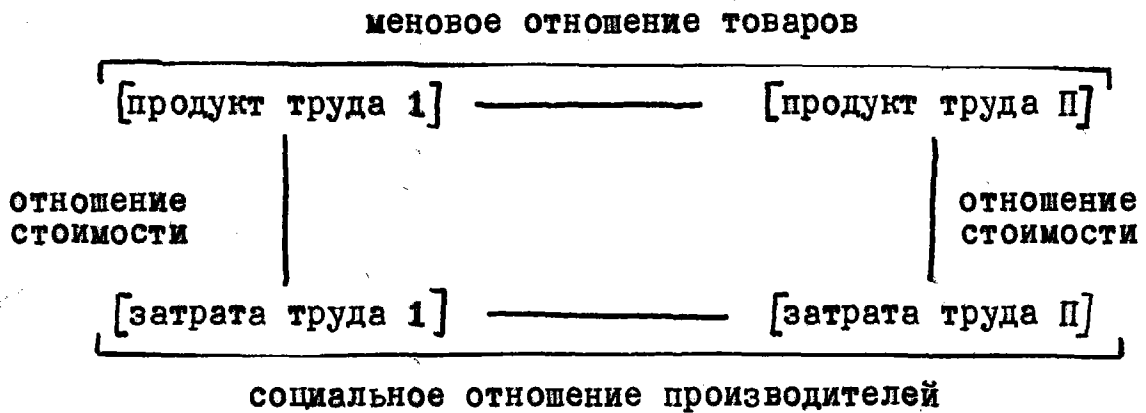 меновое отношение товаров
[продукт труда 1] [продукт труда П]
отношение стоимости отношение стоимости
[затрата труда 1] [затрата труда П]
социальное отношение производителей